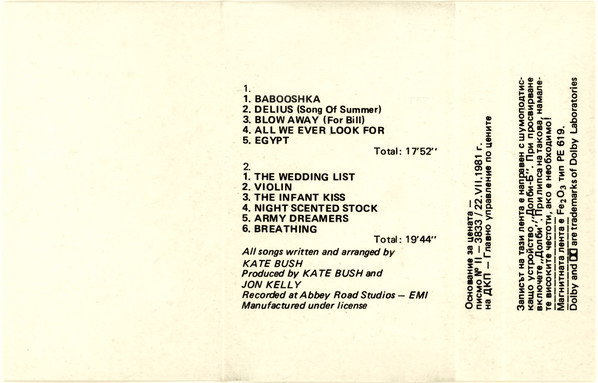 1.
1. BABOOSHKA
2. DELIUS (Song Of Summer)
3. BLOW AWAY (For Bill)
4. ALL WE EVER LOOK FOR
5. EGYPT
Total: 17'52''
2.
1. THE WEDDING LIST
2. VIOLIN
3. THE INFANT KISS
4. NIGHT SCENTED STOCK
5. ARMY DREAMERS
6. BREATHING
Total: 19'44''
All songs written and arranged by
KATE BUSH
Produced by KATE BUSH and
JON KELLY
Recorded at Abbey Road Studios — EMI
Manufactured under license
Основание за цената —
писмо № II — 3833 / 22.VII.1981 г.
на ДКП — Главно управление по цените
Записът на тази лента е направен с шумоподтис-
кащо устройство „Долби-Б". При просвирване
включете „Долби". При липса на такова, намале-
те високите честоти, ако е необходимо!
Магнитната лента е Fe₂O₃ тип PE 619.
Dolby and are trademarks of Dolby Laboratories